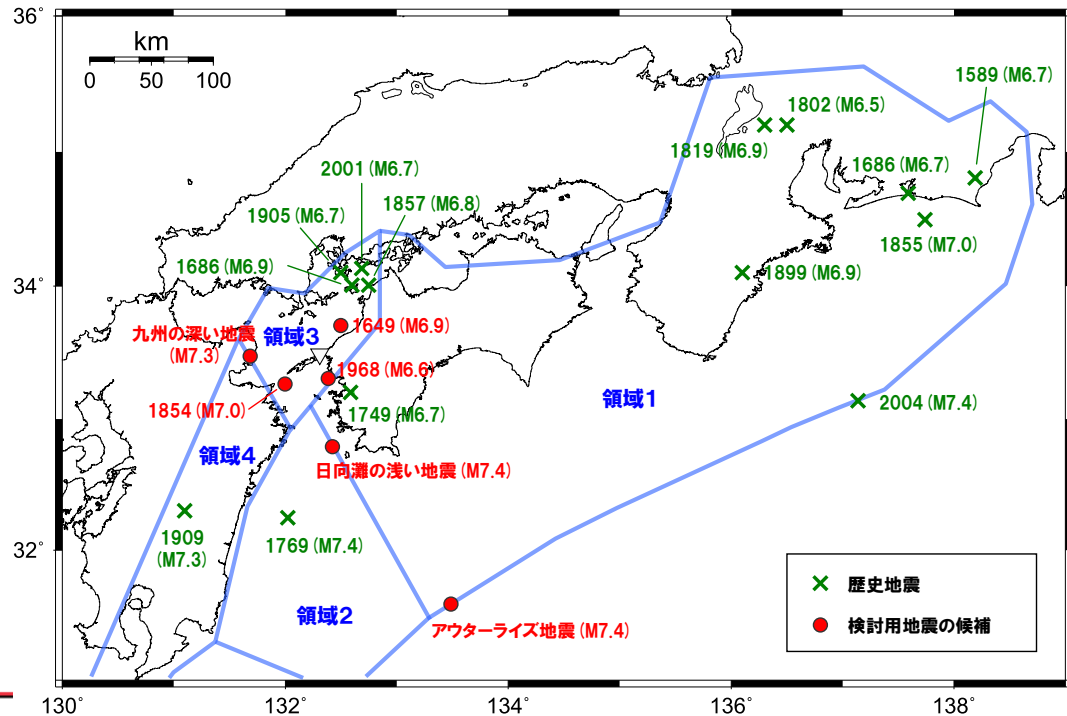 36°
km
0 50 100
1589 (M6.7)
1802 (M6.5)
1819 (M6.9)
2001 (M6.7)
1686 (M6.7)
1857 (M6.8)
1905 (M6.7)
1855 (M7.0)
1686 (M6.9)
1899 (M6.9)
34°
九州の深い地震
(M7.3)
領域3
1649 (M6.9)
1968 (M6.6)
1854 (M7.0)
1749 (M6.7)
領域1
2004 (M7.4)
領域4
日向灘の浅い地震 (M7.4)
1909
(M7.3)
1769 (M7.4)
32°
歴史地震
領域2
アウターライズ地震 (M7.4)
検討用地震の候補
130° 132° 134° 136° 138°